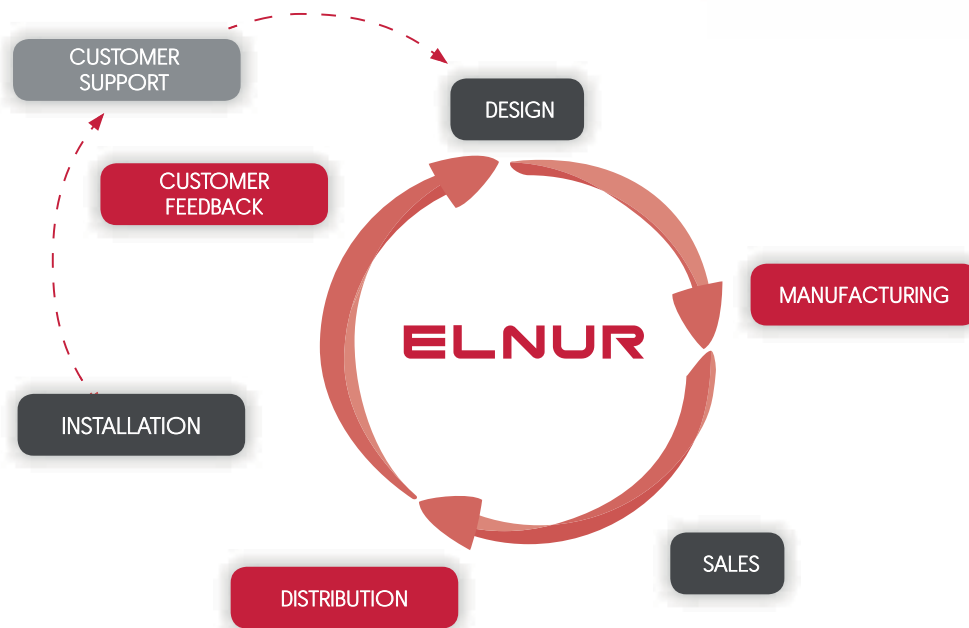 CUSTOMER
SUPPORT
DESIGN
CUSTOMER
FEEDBACK
MANUFACTURING
ELNUR
INSTALLATION
SALES
DISTRIBUTION